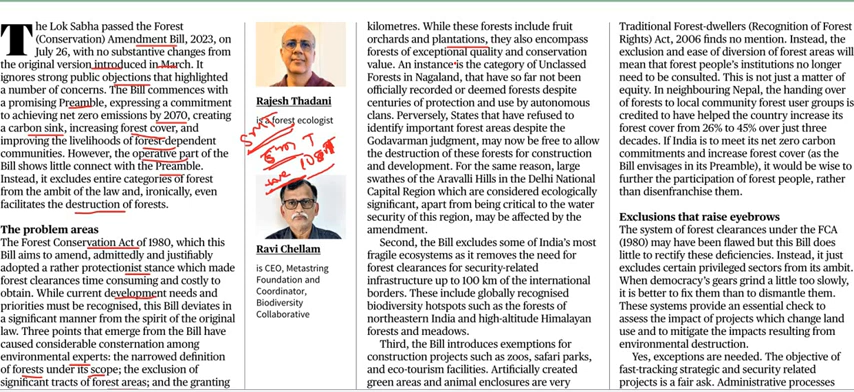 The Lok Sabha passed the Forest
(Conservation) Amendment Bill, 2023, on
July 26, with no substantive changes from
the original version introduced in March. It
ignores strong public objections that highlighted
a number of concerns. The Bill commences with
a promising Preamble, expressing a commitment
to achieving net zero emissions by 2070, creating
a carbon sink, increasing forest cover, and
improving the livelihoods of forest-dependent
communities. However, the operative part of the
Bill shows little connect with the Preamble.
Instead, it excludes entire categories of forest
from the ambit of the law and, ironically, even
facilitates the destruction of forests.
The problem areas
The Forest Conservation Act of 1980, which this
Bill aims to amend, admittedly and justifiably
adopted a rather protectionist stance which made
forest clearances time consuming and costly to
obtain. While current development needs and
priorities must be recognised, this Bill deviates in
a significant manner from the spirit of the original
law. Three points that emerge from the Bill have
caused considerable consternation among
environmental experts: the narrowed definition
of forests under its scope; the exclusion of
significant tracts of forest areas; and the granting
Rajesh Thadani
is a forest ecologist
Ravi Chellam
is CEO, Metastring
Foundation and
Coordinator,
Biodiversity
Collaborative
kilometres. While these forests include fruit
orchards and plantations, they also encompass
forests of exceptional quality and conservation
value. An instance is the category of Unclassed
Forests in Nagaland, that have so far not been
officially recorded or deemed forests despite
centuries of protection and use by autonomous
clans. Perversely, States that have refused to
identify important forest areas despite the
Godavarman judgment, may now be free to allow
the destruction of these forests for construction
and development. For the same reason, large
swathes of the Aravalli Hills in the Delhi National
Capital Region which are considered ecologically
significant, apart from being critical to the water
security of this region, may be affected by the
amendment.
Second, the Bill excludes some of India's most
fragile ecosystems as it removes the need for
forest clearances for security-related
infrastructure up to 100 km of the international
borders. These include globally recognised
biodiversity hotspots such as the forests of
northeastern India and high-altitude Himalayan
forests and meadows.
Third, the Bill introduces exemptions for
construction projects such as zoos, safari parks,
and eco-tourism facilities. Artificially created
green areas and animal enclosures are very
Traditional Forest-dwellers (Recognition of Forest
Rights) Act, 2006 finds no mention. Instead, the
exclusion and ease of diversion of forest areas will
mean that forest people's institutions no longer
need to be consulted. This is not just a matter of
equity. In neighbouring Nepal, the handing over
of forests to local community forest user groups is
credited to have helped the country increase its
forest cover from 26% to 45% over just three
decades. If India is to meet its net zero carbon
commitments and increase forest cover (as the
Bill envisages in its Preamble), it would be wise to
further the participation of forest people, rather
than disenfranchise them.
Exclusions that raise eyebrows
The system of forest clearances under the FCA
(1980) may have been flawed but this Bill does
little to rectify these deficiencies. Instead, it just
excludes certain privileged sectors from its ambit.
When democracy's gears grind a little too slowly,
it is better to fix them than to dismantle them.
These systems provide an essential check to
assess the impact of projects which change land
use and to mitigate the impacts resulting from
environmental destruction.
Yes, exceptions are needed. The objective of
fast-tracking strategic and security related
projects is a fair ask. Administrative processes